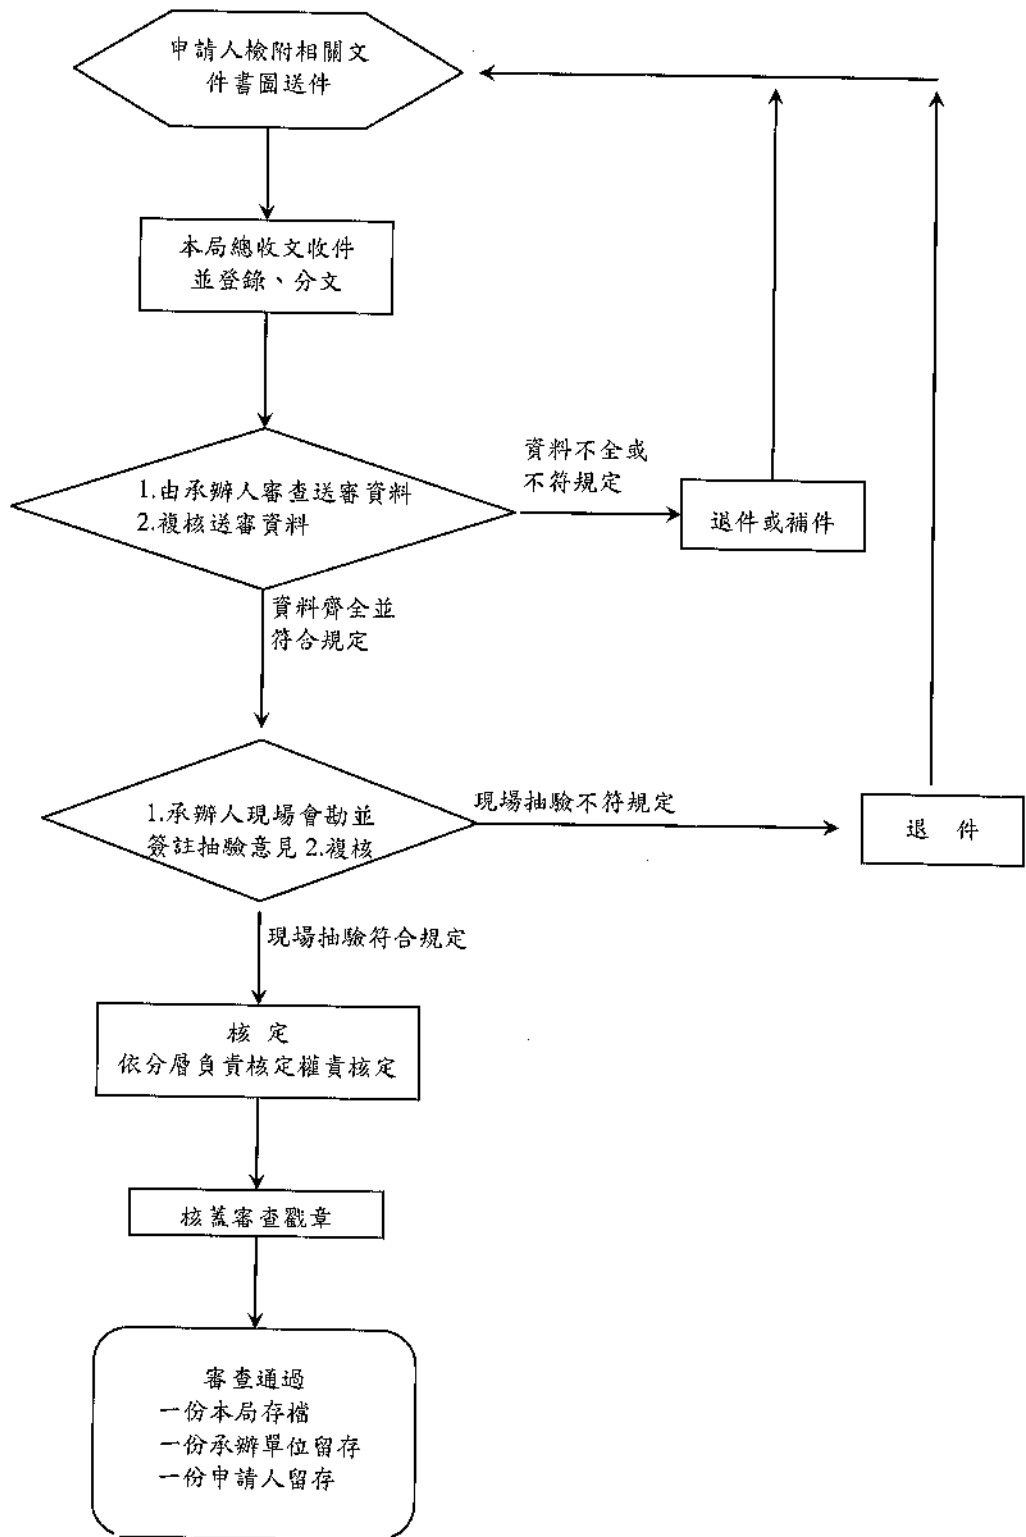 申請人檢附相關文
件書圖送件
本局總收文收件
並登錄、分文
1.由承辦人審查送審資料
2.複核送審資料
資料不全或
不符規定
退件或補件
資料齊全並
符合規定
1.承辦人現場會勘並
簽註抽驗意見 2.複核
現場抽驗不符規定
退 件
現場抽驗符合規定
核 定
依分層負責核定權責核定
核蓋審查戳章
審查通過
一份本局存檔
一份承辦單位留存
一份申請人留存